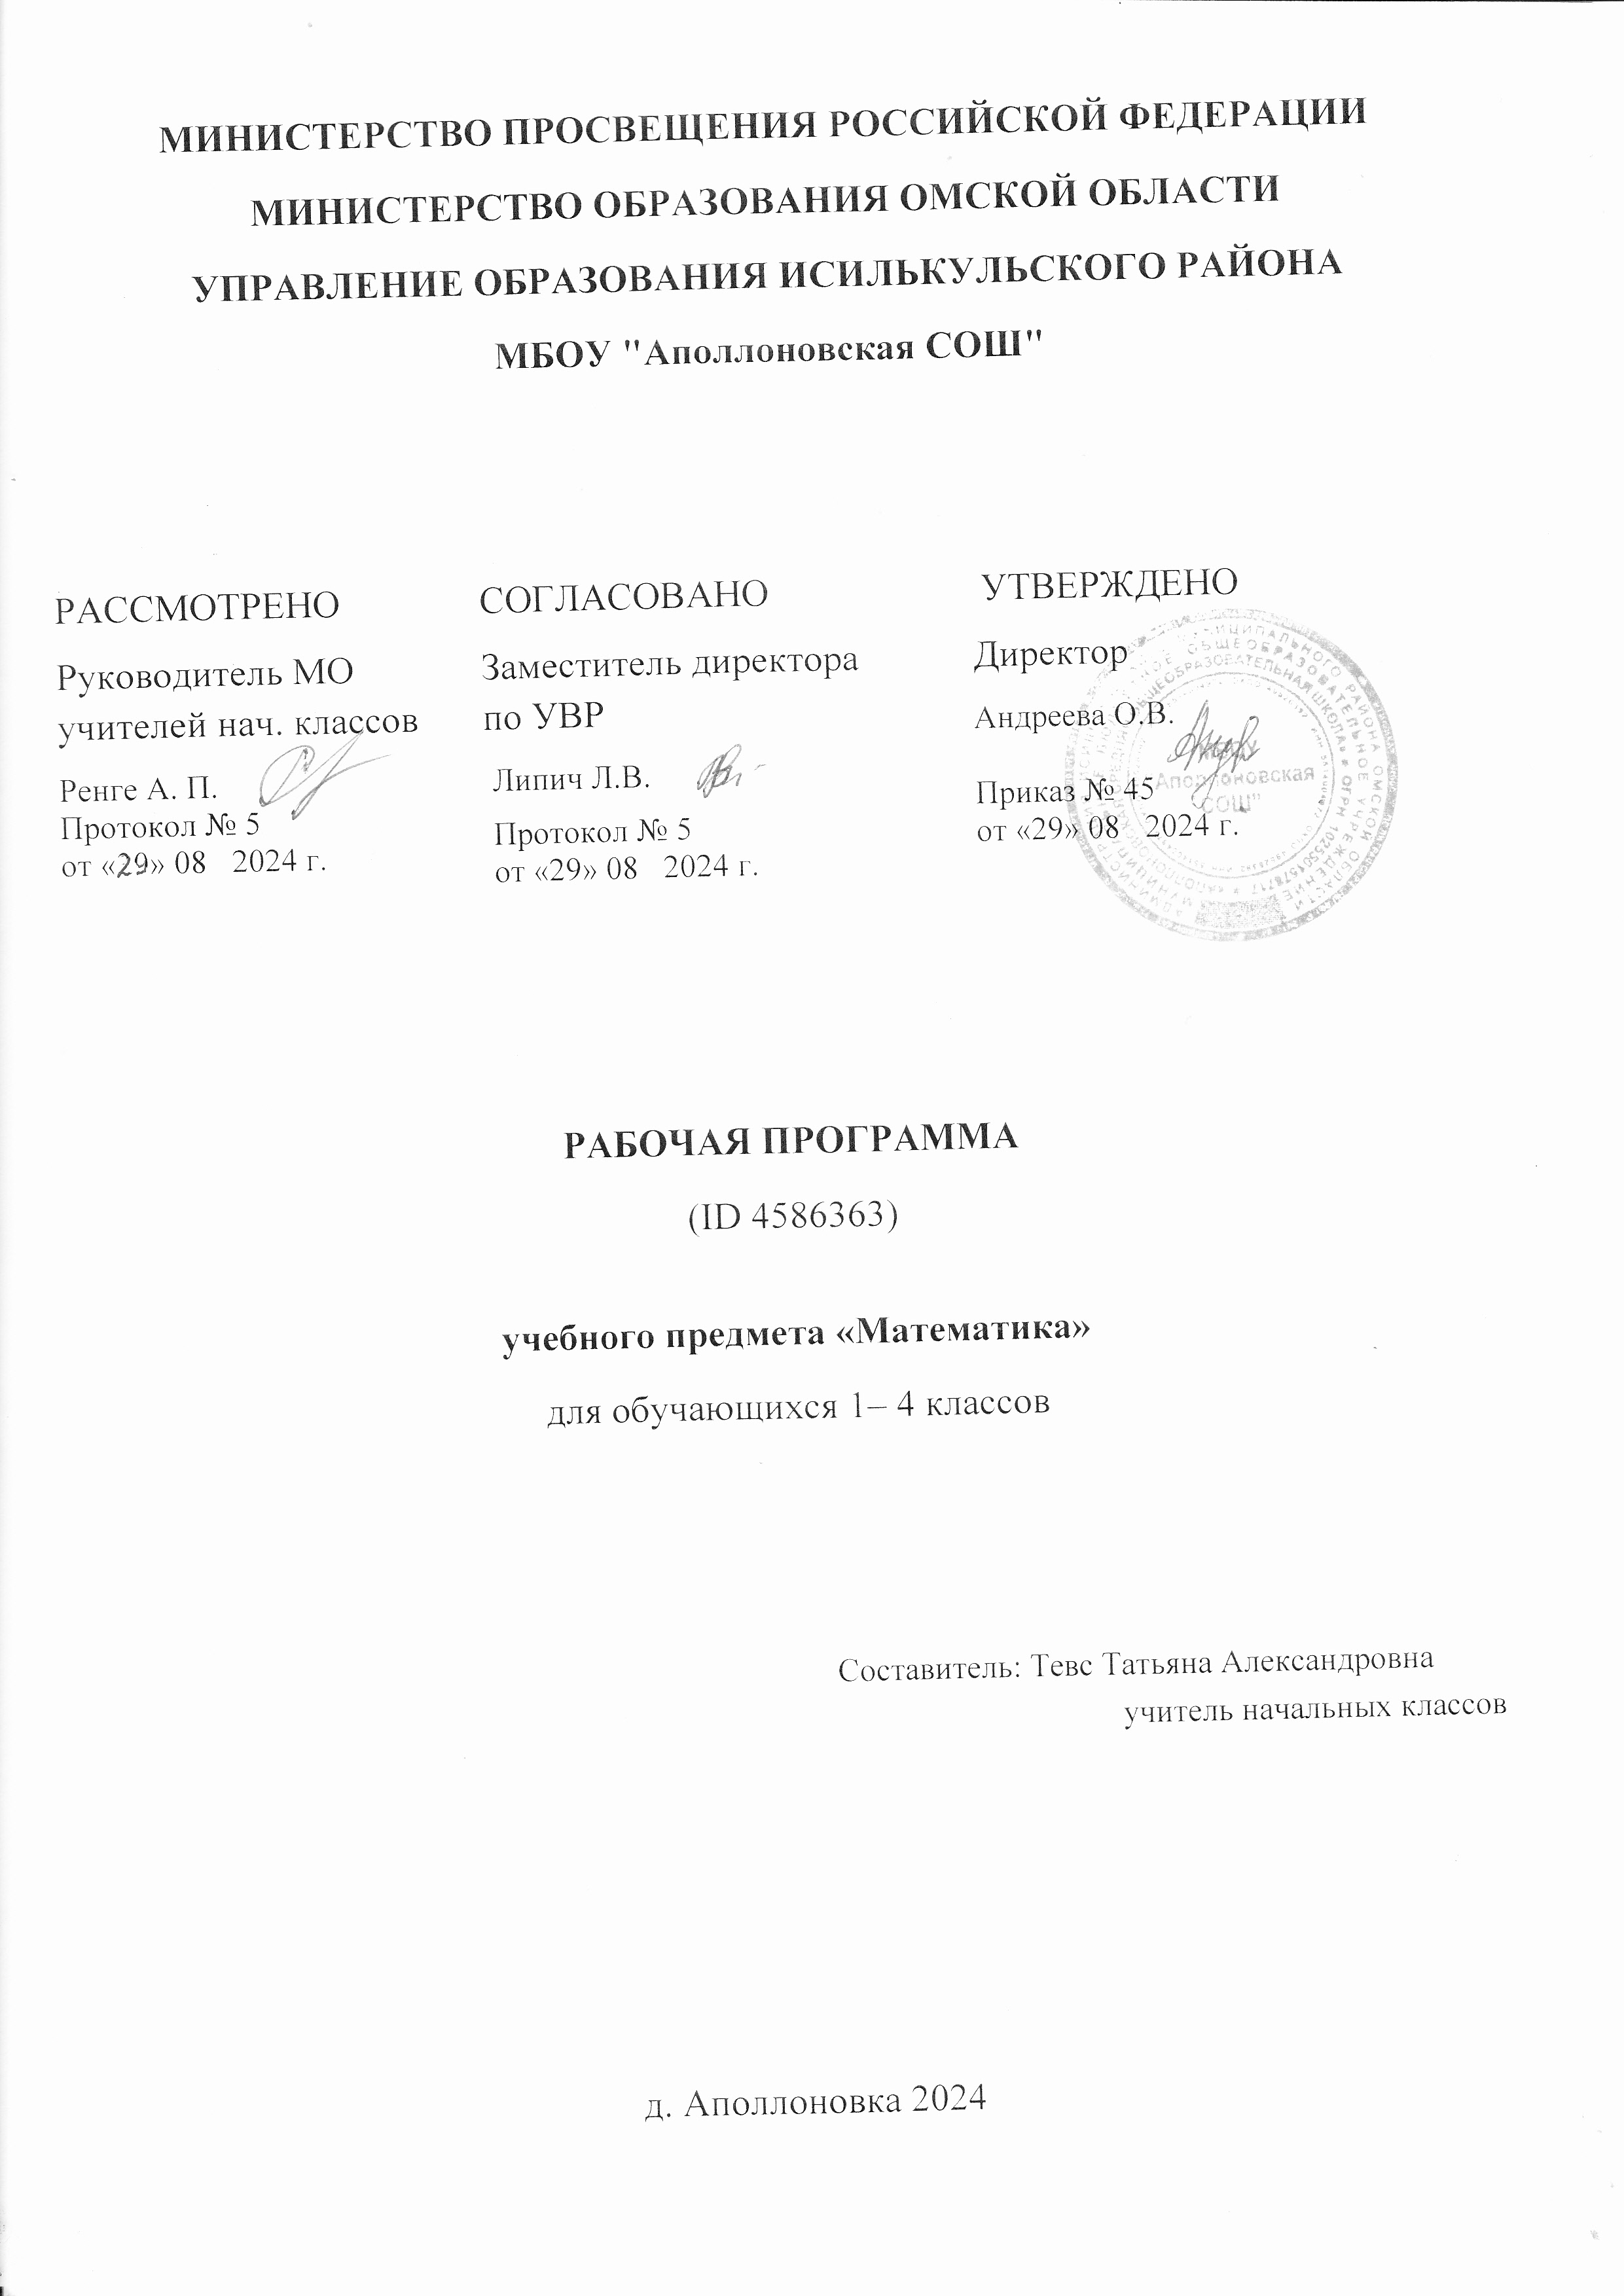 МИНИСТЕРСТВО ПРОСВЕЩЕНИЯ РОССИЙСКОЙ ФЕДЕРАЦИИ
МИНИСТЕРСТВО ОБРАЗОВАНИЯ ОМСКОЙ ОБЛАСТИ
УПРАВЛЕНИЕ ОБРАЗОВАНИЯ ИСИЛЬКУЛЬСКОГО РАЙОНА
МБОУ "Аполлоновская СОШ"
РАССМОТРЕНО
Руководитель МО
учителей нач. классов
Ренге А. П.
Протокол № 5
от «29» 08 2024 г.
СОГЛАСОВАНО
Заместитель директора
по УВР
Липич Л.В.
Протокол № 5
от «29» 08 2024 г.
УТВЕРЖДЕНО
Директор
Андреева О.В.
Приказ № 45
от «29» 08 2024 г.
Аполлоновская
СОШ"
РАБОЧАЯ ПРОГРАММА
(ID 4586363)
учебного предмета «Математика»
для обучающихся 1– 4 классов
Составитель: Тевс Татьяна Александровна
учитель начальных классов
д. Аполлоновка 2024